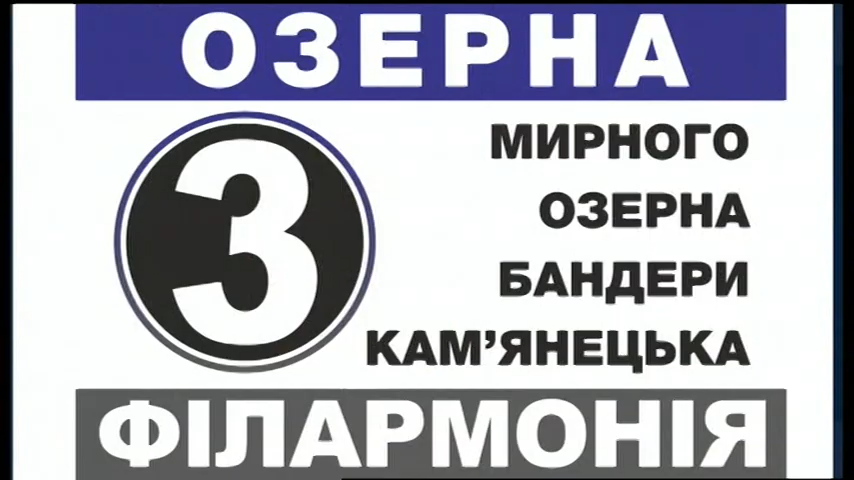 ОЗЕРНА
3
МИРНОГО
ОЗЕРНА
БАНДЕРИ
КАМ’ЯНЕЦЬКА
ФІЛАРМОНІЯ